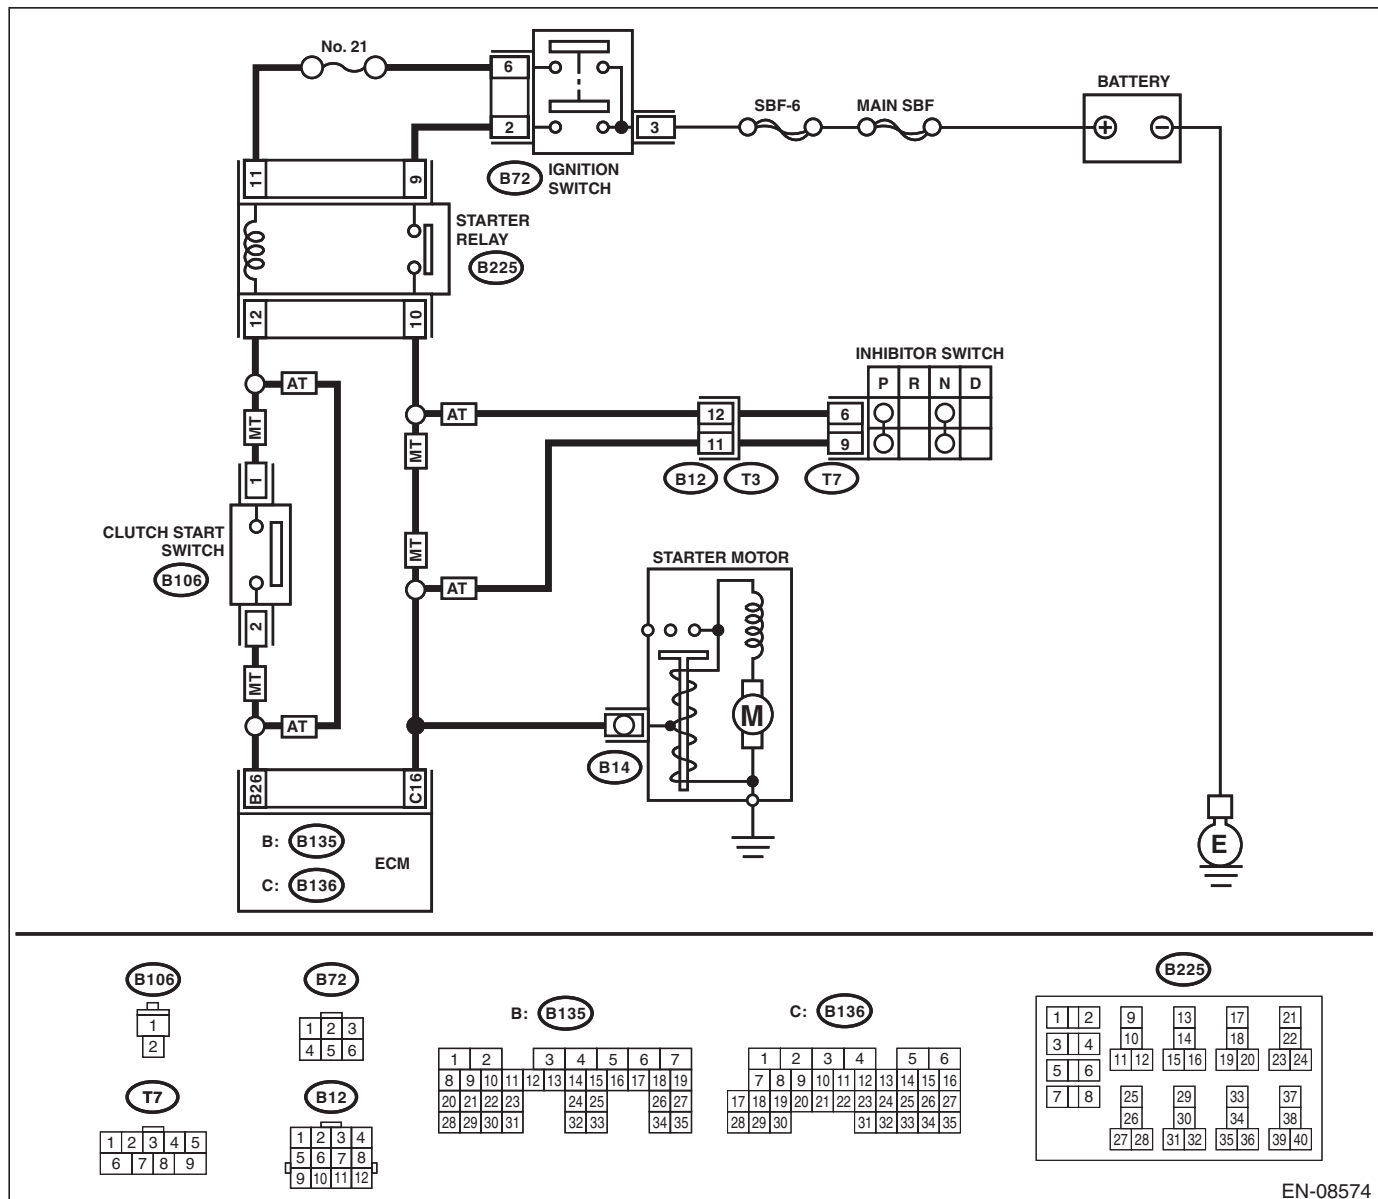 No. 21
6
2
3
B72
IGNITION
SWITCH
SBF-6
MAIN SBF
BATTERY
+
−
11
9
STARTER
RELAY
B225
12
10
AT
MT
1
CLUTCH START
SWITCH
B106
2
MT
AT
AT
MT
MT
AT
12
11
B12
T3
6
9
T7
INHIBITOR SWITCH
P R N D
STARTER MOTOR
M
B14
E
B26
C16
B: B135
C: B136
ECM
B106
1
2
B72
1 2 3
4 5 6
T7
1 2 3 4 5
6 7 8 9
B12
1 2 3 4
5 6 7 8
9 10 11 12
B: B135
1 2 3 4 5 6 7
8 9 10 11 12 13 14 15 16 17 18 19
20 21 22 23 24 25 26 27
28 29 30 31 32 33 34 35
C: B136
1 2 3 4 5 6
7 8 9 10 11 12 13 14 15 16
17 18 19 20 21 22 23 24 25 26 27
28 29 30 31 32 33 34 35
B225
1 2 9 13 17 21
3 4 10 14 18 22
5 6 11 12 15 16 19 20 23 24
7 8 25 29 33 37
26 30 34 38
27 28 31 32 35 36 39 40
EN-08574